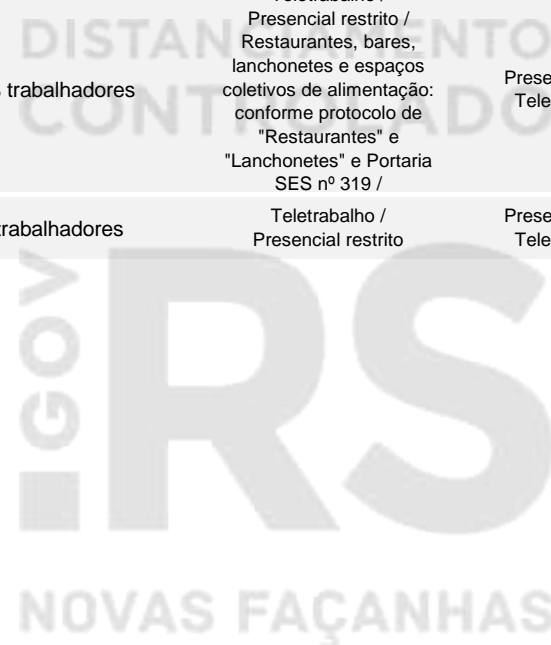 DISTANCIAMENTO
CONTROLADO
Teletrabalho /
Presencial restrito /
Restaurantes, bares,
lanchonetes e espaços
coletivos de alimentação:
conforme protocolo de
"Restaurantes" e
"Lanchonetes" e Portaria
SES nº 319 /
trabalhadores
Prese
Tele
trabalhadores
Teletrabalho /
Presencial restrito
Prese
Tele
GOV
RS
NOVAS FAÇANHAS